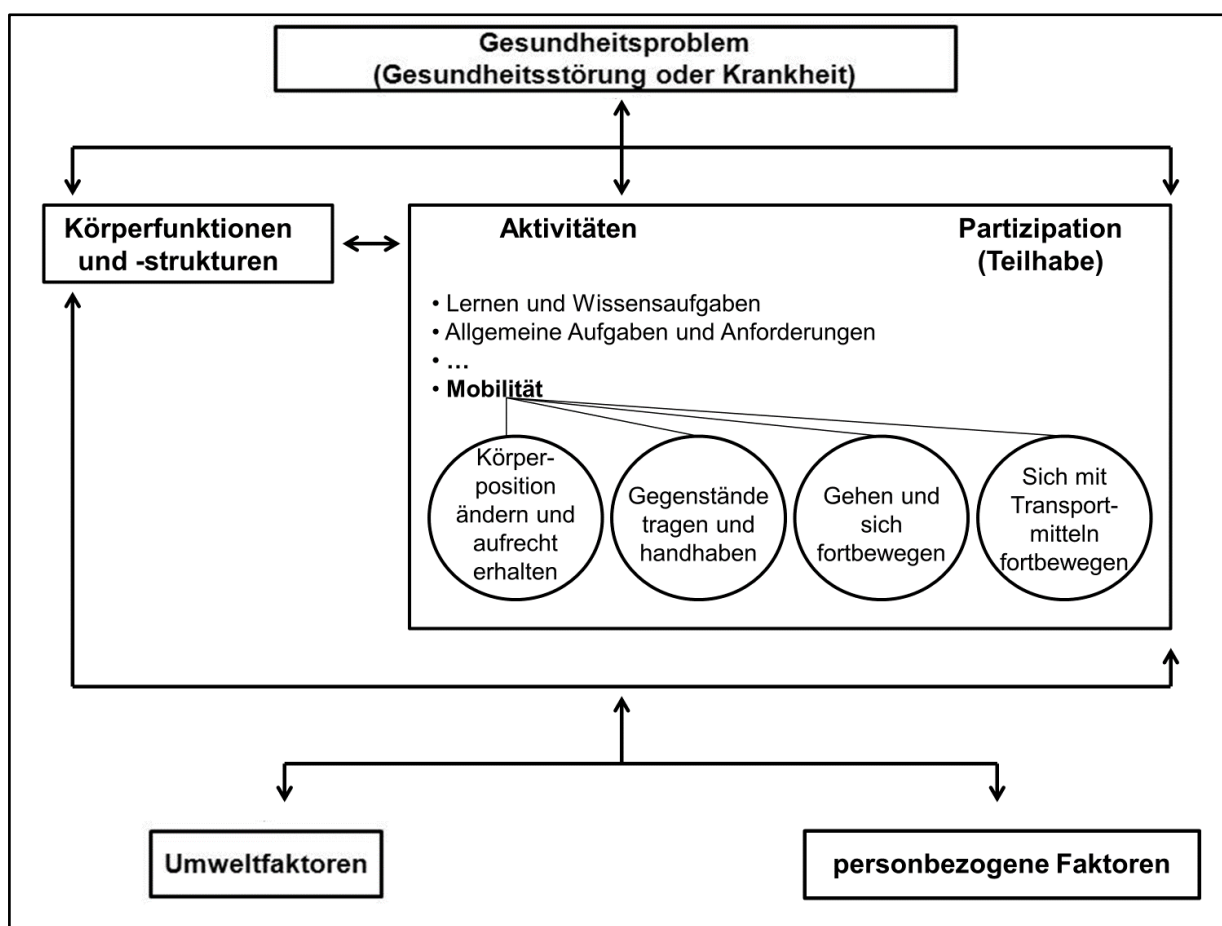 Gesundheitsproblem
(Gesundheitsstörung oder Krankheit)
Körperfunktionen
und -strukturen
Aktivitäten
Partizipation
(Teilhabe)
• Lernen und Wissensaufgaben
• Allgemeine Aufgaben und Anforderungen
• ...
• Mobilität
Körper-
position
ändern und
aufrecht
erhalten
Gegenstände
tragen und
handhaben
Gehen und
sich
fortbewegen
Sich mit
Transport-
mitteln
fortbewegen
Umweltfaktoren
personbezogene Faktoren